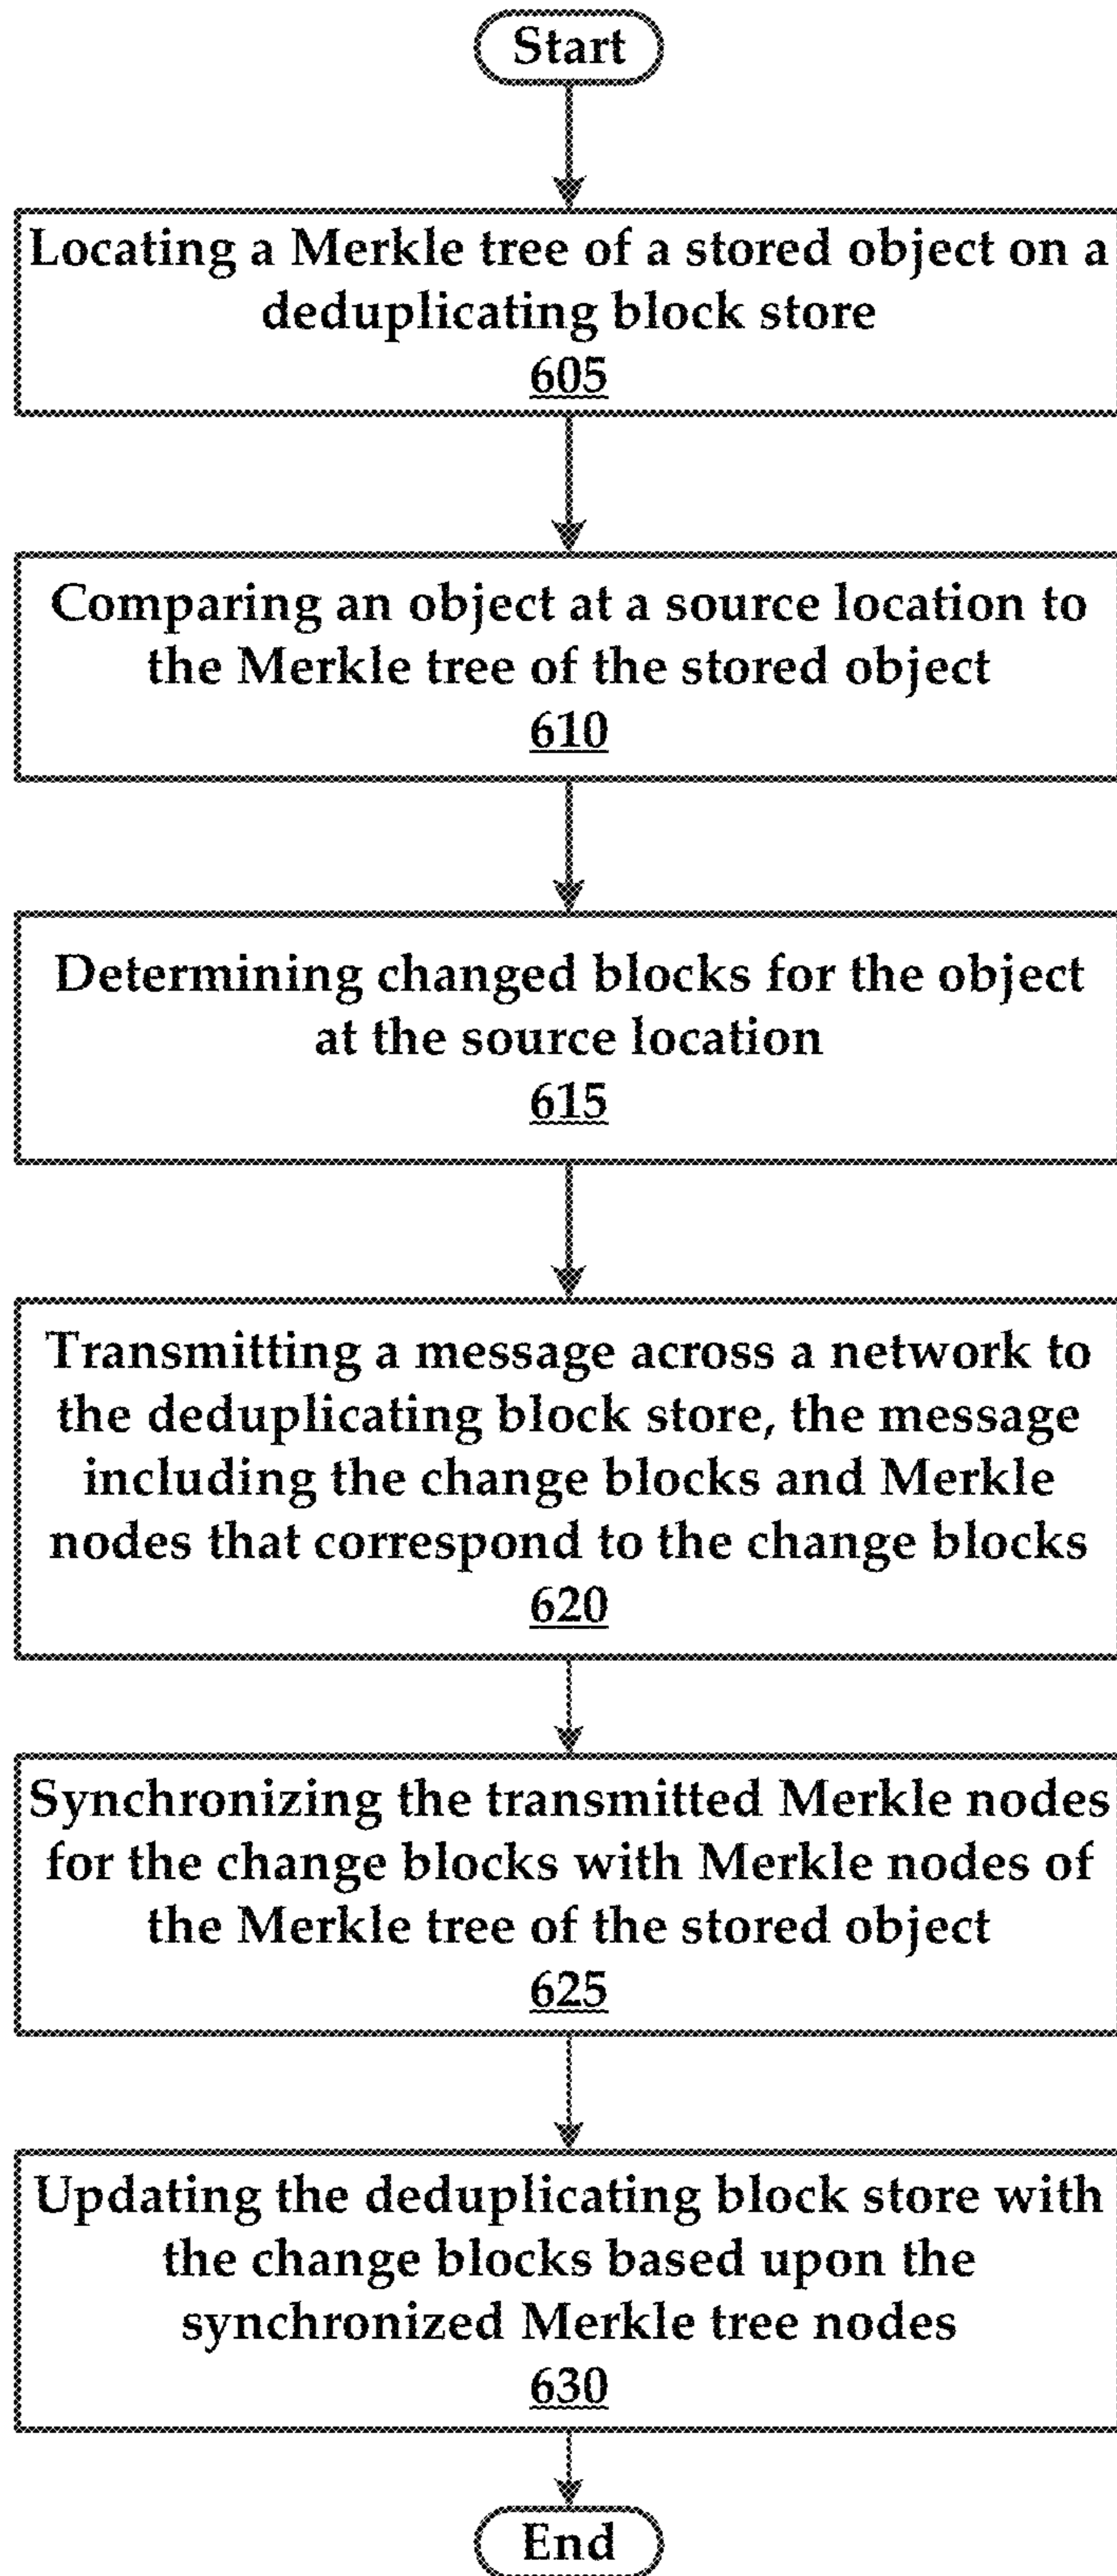 Start
Locating a Merkle tree of a stored object on a
deduplicating block store
605
Comparing an object at a source location to
the Merkle tree of the stored object
610
Determining changed blocks for the object
at the source location
615
Transmitting a message across a network to
the deduplicating block store, the message
including the change blocks and Merkle
nodes that correspond to the change blocks
620
Synchronizing the transmitted Merkle nodes
for the change blocks with Merkle nodes of
the Merkle tree of the stored object
625
Updating the deduplicating block store with
the change blocks based upon the
synchronized Merkle tree nodes
630
End